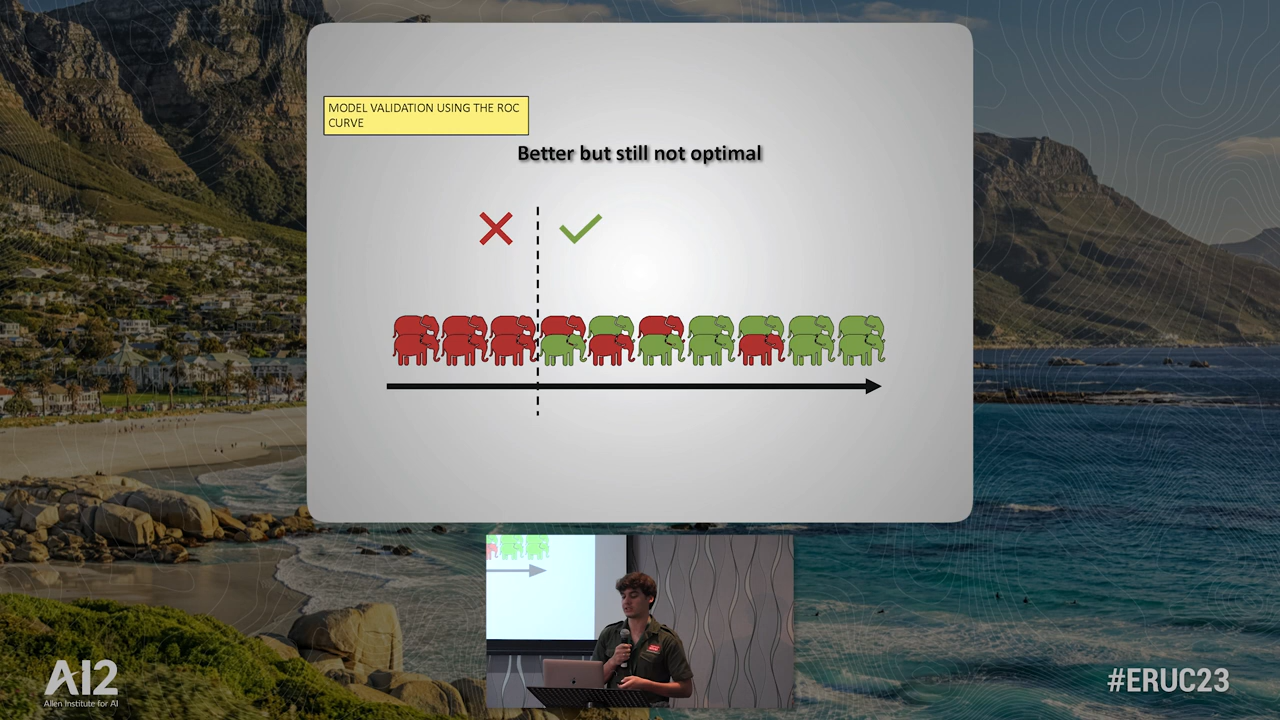 MODEL VALIDATION USING THE ROC
CURVE
Better but still not optimal
AI2
Allen Institute for AI
#ERUC23